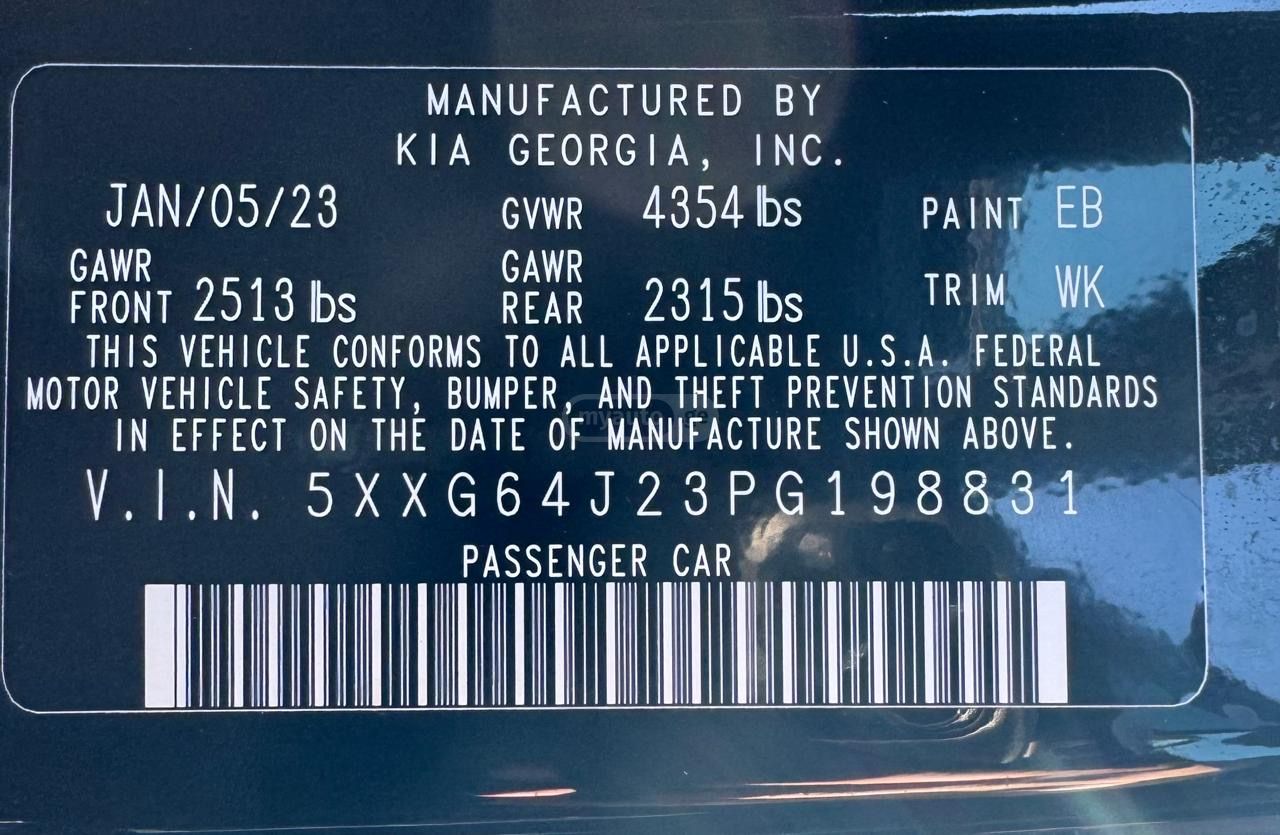 MANUFACTURED BY
KIA GEORGIA, INC.
JAN/05/23 GVWR 4354 lbs PAINT EB
GAWR FRONT 2513 lbs GAWR REAR 2315 lbs TRIM WK
THIS VEHICLE CONFORMS TO ALL APPLICABLE U.S.A. FEDERAL
MOTOR VEHICLE SAFETY, BUMPER, AND THEFT PREVENTION STANDARDS
myauto.ge
IN EFFECT ON THE DATE OF MANUFACTURE SHOWN ABOVE.
V.I.N. 5XXG64J23PG198831
PASSENGER CAR